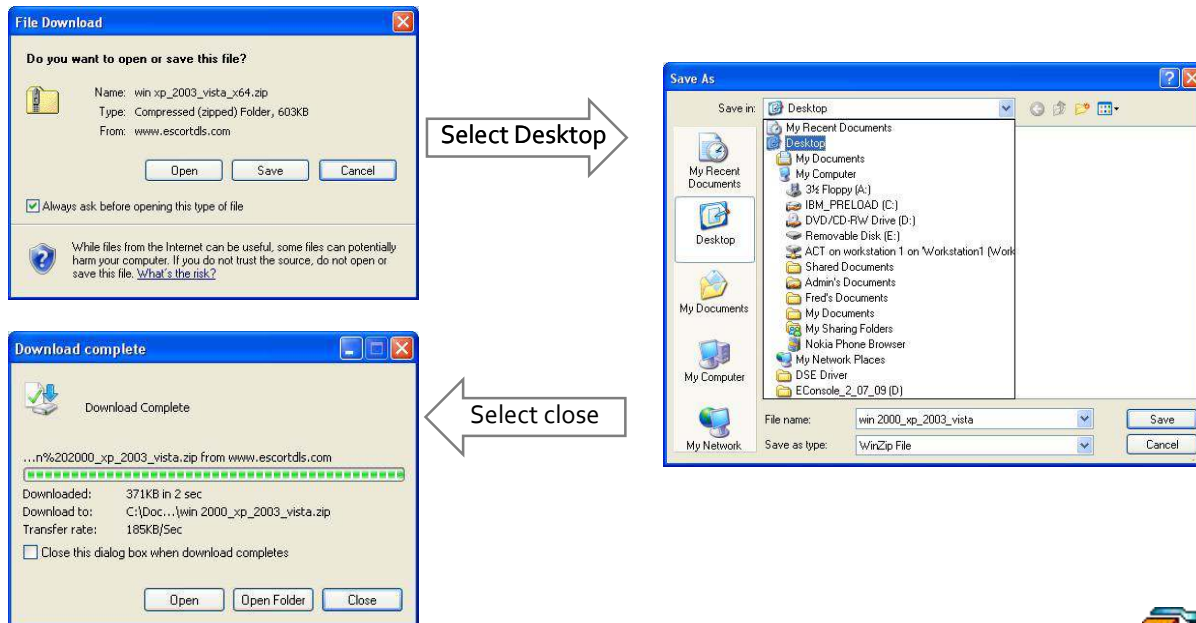 File Download
Do you want to open or save this file?
Name: win xp_2003_vista_x64.zip
Type: Compressed (zipped) Folder, 603KB
From: www.escortdls.com
Open Save Cancel
Always ask before opening this type of file
While files from the Internet can be useful, some files can potentially
harm your computer. If you do not trust the source, do not open or
save this file. What's the risk?
Select Desktop
Save As
Save in: Desktop
My Recent Documents
Desktop
My Documents
My Computer
3½ Floppy (A:)
IBM_PRELOAD (C:)
DVD/CD-RW Drive (D:)
Removable Disk (E:)
ACT on workstation 1 on 'Workstation1 (Work
Shared Documents
Admin's Documents
Fred's Documents
My Documents
My Sharing Folders
Nokia Phone Browser
My Network Places
DSE Driver
EConsole_2_07_09 (D)
My Recent
Documents
Desktop
My Documents
My Computer
My Network
File name: win 2000_xp_2003_vista Save
Save as type: WinZip File Cancel
Select close
Download complete
Download Complete
...n%202000_xp_2003_vista.zip from www.escortdls.com
Downloaded: 371KB in 2 sec
Download to: C:\Doc...\win 2000_xp_2003_vista.zip
Transfer rate: 185KB/Sec
Close this dialog box when download completes
Open Open Folder Close